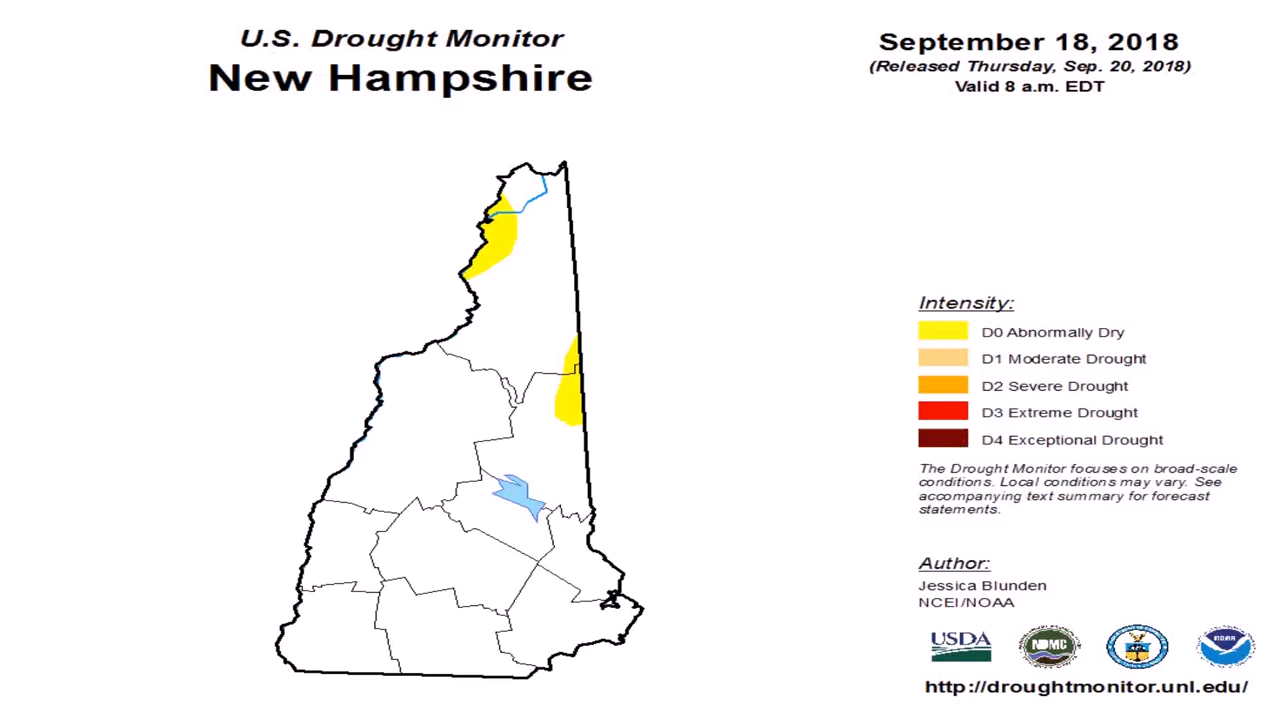 U.S. Drought Monitor
New Hampshire
September 18, 2018
(Released Thursday, Sep. 20, 2018)
Valid 8 a.m. EDT
Intensity:
D0 Abnormally Dry
D1 Moderate Drought
D2 Severe Drought
D3 Extreme Drought
D4 Exceptional Drought
The Drought Monitor focuses on broad-scale
conditions. Local conditions may vary. See
accompanying text summary for forecast
statements.
Author:
Jessica Blunden
NCEI/NOAA
USDA
NDMC
NOAA
http://droughtmonitor.unl.edu/